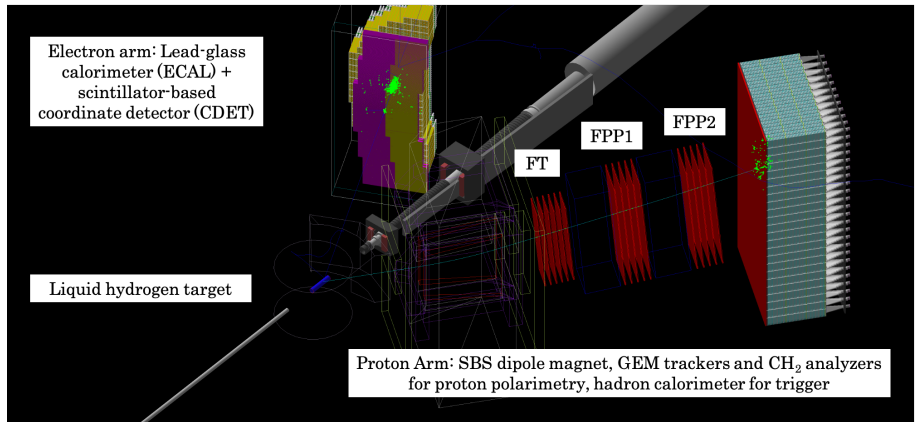 Electron arm: Lead-glass
calorimeter (ECAL) +
scintillator-based
coordinate detector (CDET)
FPP2
FPP1
FT
Liquid hydrogen target
Proton Arm: SBS dipole magnet, GEM trackers and CH₂ analyzers
for proton polarimetry, hadron calorimeter for trigger